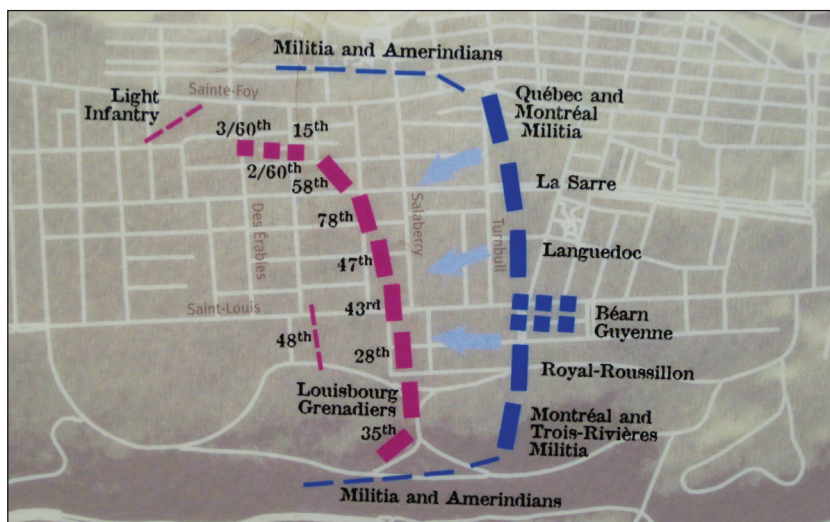 Militia and Amerindians
Sainte-Foy
Light
Infantry
Québec and
Montréal
Militia
3/60th
15th
2/60th
58th
La Sarre
78th
Des Érables
Salaberry
Turnbull
Languedoc
47th
Saint-Louis
43rd
Béarn
Guyenne
48th
28th
Royal-Roussillon
Louisbourg
Grenadiers
Montréal and
Trois-Rivières
Militia
35th
Militia and Amerindians